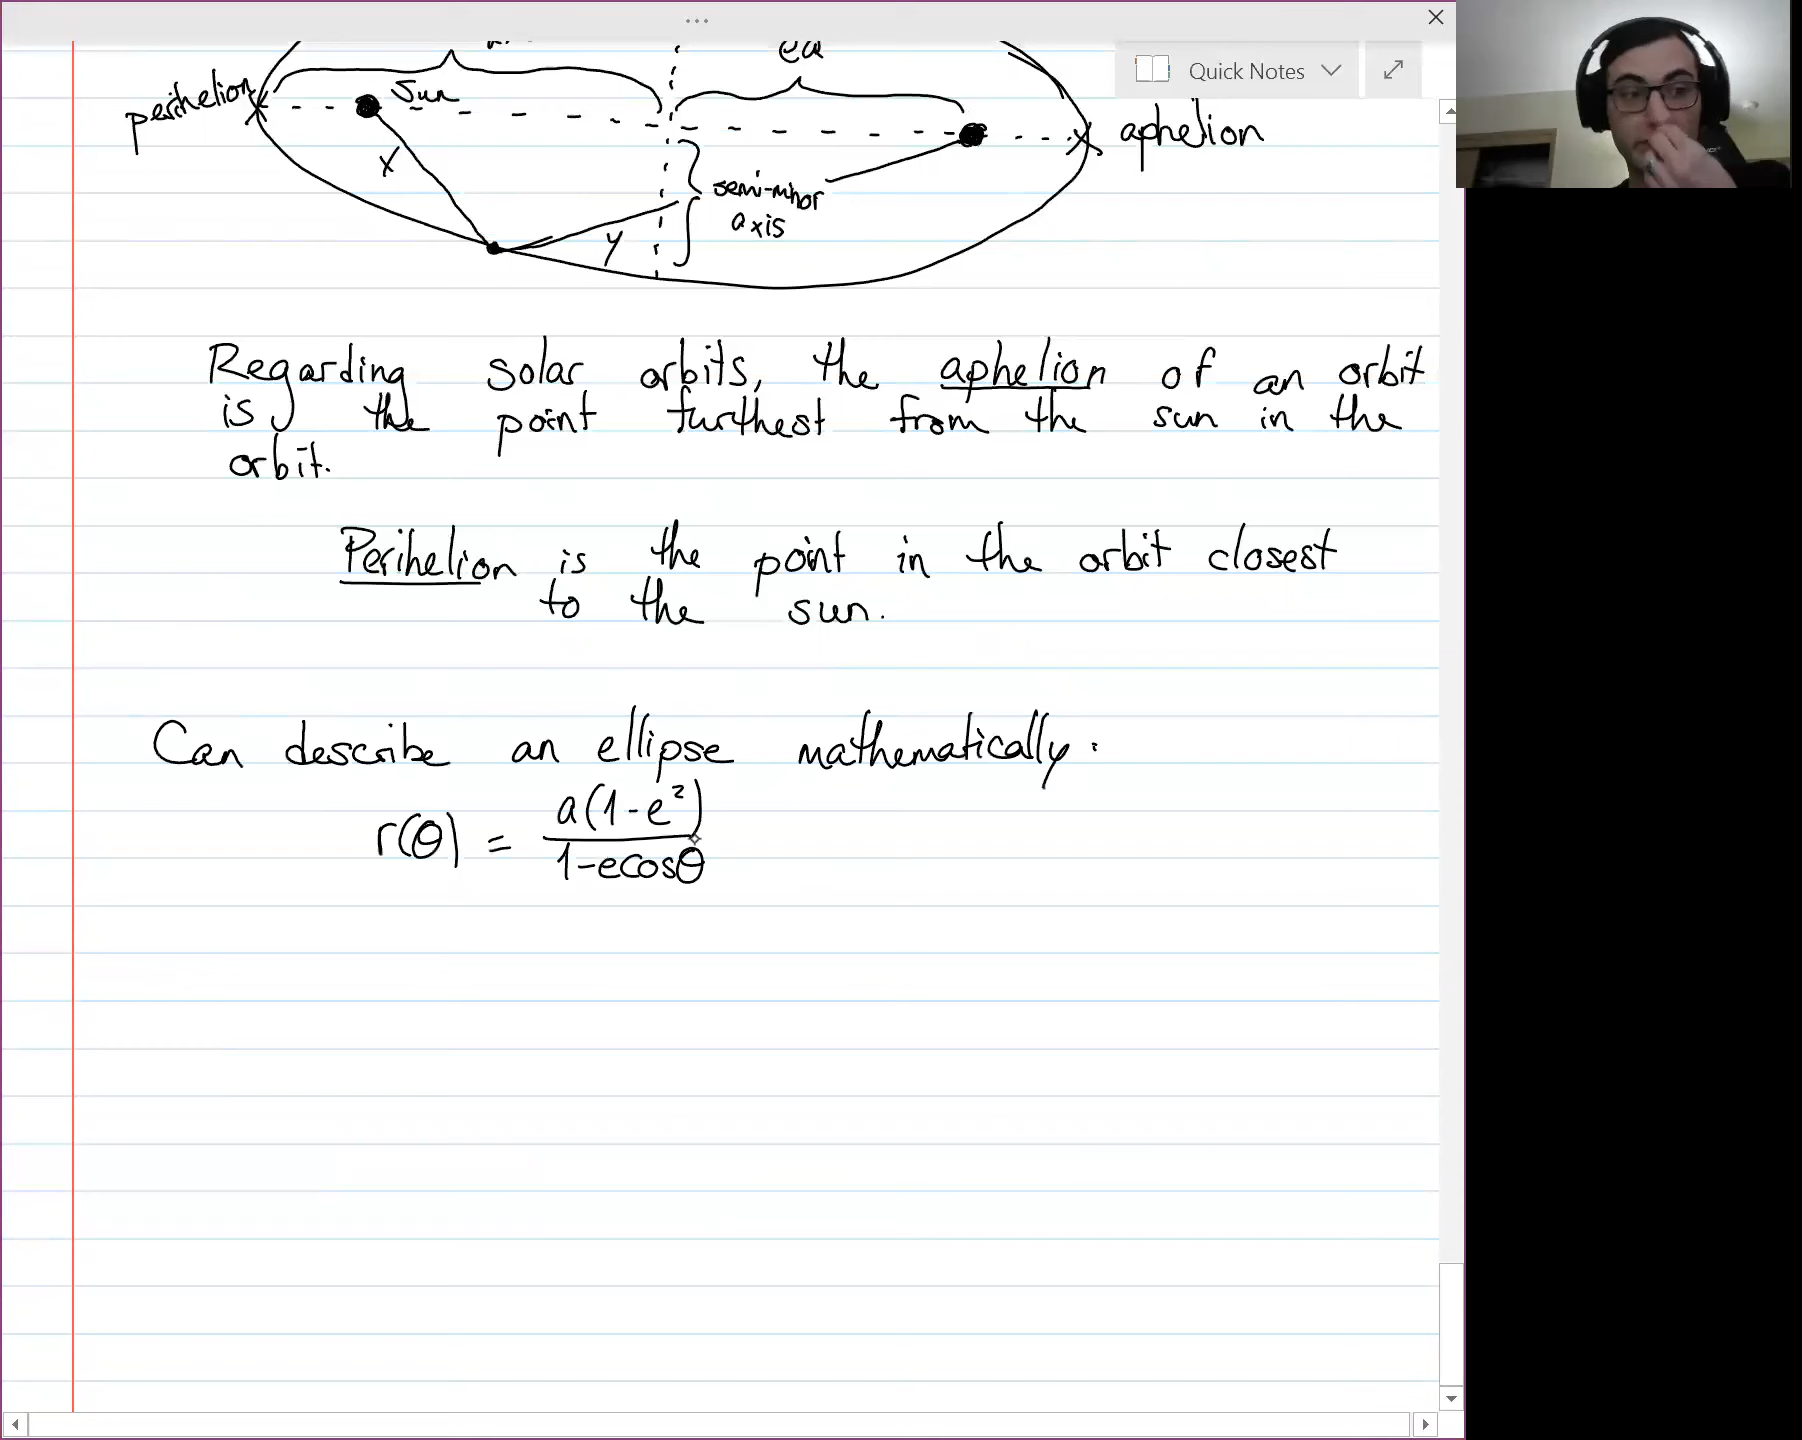 ea
Quick Notes
perihelion
Sun
aphelion
x
semi-minor
axis
y
Regarding solar orbits, the aphelion of an orbit
is the point furthest from the sun in the
orbit.
Perihelion is the point in the orbit closest
to the sun.
Can describe an ellipse mathematically:
r(θ) = a(1-e²)
1-ecosθ